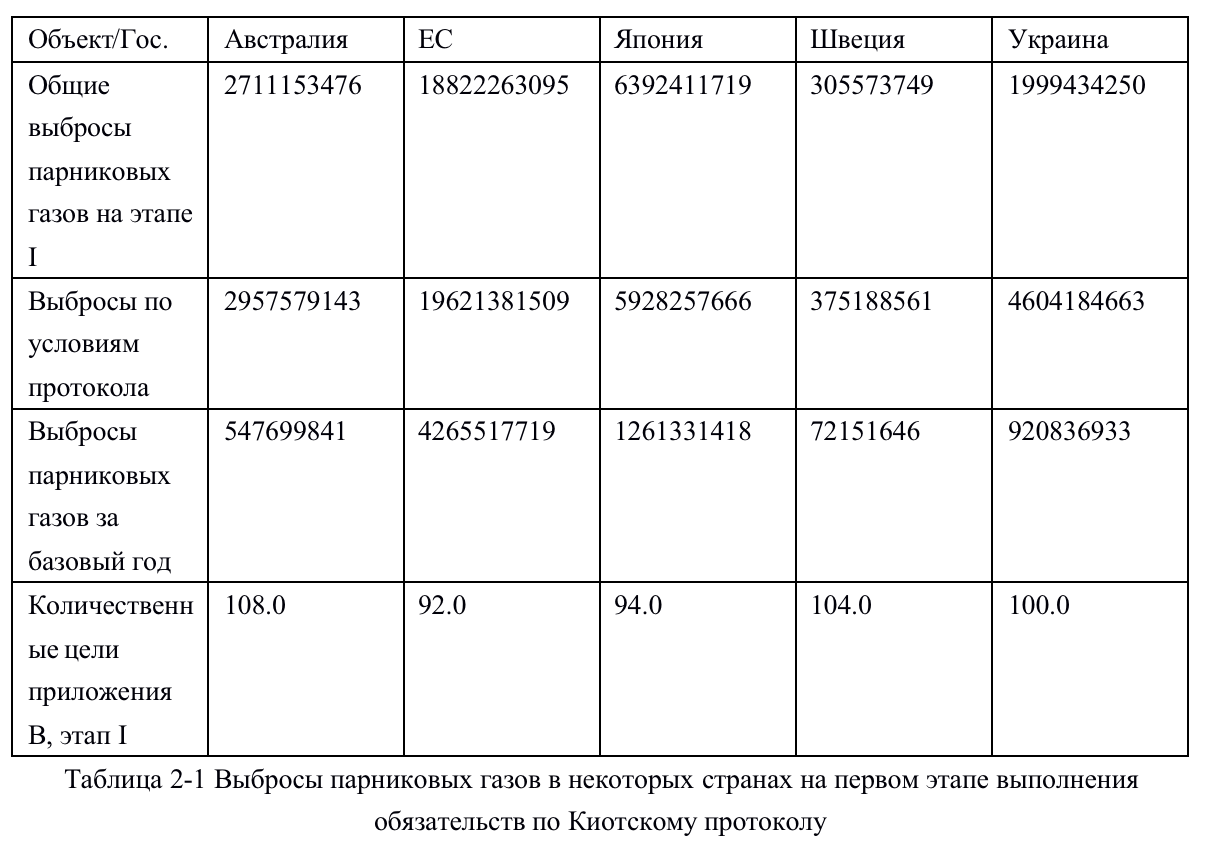 Объект/Гос. Австралия ЕС Япония Швеция Украина
Общие 2711153476 18822263095 6392411719 305573749 1999434250
выбросы
парниковых
газов на этапе
I
Выбросы по 2957579143 19621381509 5928257666 375188561 4604184663
условиям
протокола
Выбросы 547699841 4265517719 1261331418 72151646 920836933
парниковых
газов за
базовый год
Количественн 108.0 92.0 94.0 104.0 100.0
ые цели
приложения
В, этап I
Таблица 2-1 Выбросы парниковых газов в некоторых странах на первом этапе выполнения
обязательств по Киотскому протоколу